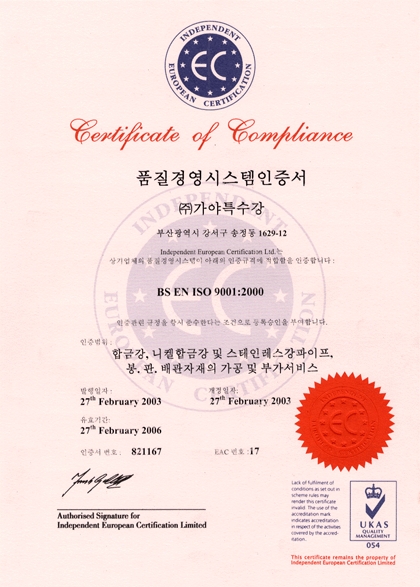 INDEPENDENT
EC
EUROPEAN CERTIFICATION
Certificate of Compliance
품질경영시스템인증서
㈜가야특수강
부산광역시 강서구 송정동 1629-12
Independent European Certification Ltd.는
상기업체의 품질경영시스템이 아래의 인증규격에 적합함을 인증합니다 :
BS EN ISO 9001:2000
인증관련 규정을 항시 준수한다는 조건으로 등록승인을 부여합니다.
인증범위 :
합금강, 니켈합금강 및 스테인레스강파이프,
봉, 판, 배관자재의 가공 및 부가서비스
발행일자 : 개정일자:
27th February 2003 27th February 2003
유효기간:
27th February 2006
인증서 번호 : 821167 EAC 번호 : 17
Authorised Signature for
Independent European Certification Limited
Lack of fulfilment of
conditions as set out in
scheme rules may
render this certificate
invalid. The use of the
accreditation mark
indicates accreditation
in respect of the activities
covered by the accred-
itation.
UKAS
QUALITY
MANAGEMENT
054
This certificate remains the property of
Independent European Certification Limited